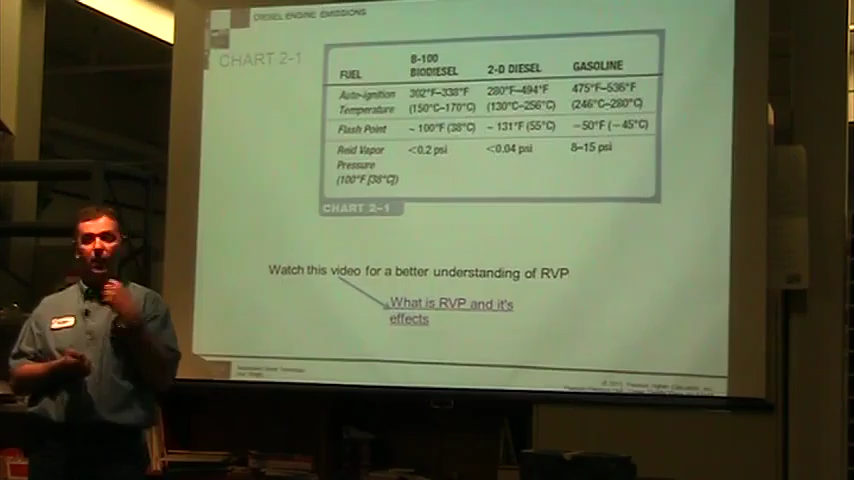 DIESEL ENGINE EMISSIONS
CHART 2-1
FUEL B-100 BIODIESEL 2-D DIESEL GASOLINE
Auto-ignition 302°F–338°F 280°F–494°F 475°F–536°F
Temperature (150°C–170°C) (130°C–256°C) (246°C–280°C)
Flash Point ~ 100°F (38°C) ~ 131°F (55°C) –50°F (–45°C)
Reid Vapor <0.2 psi <0.04 psi 8–15 psi
Pressure
(100°F [38°C])
CHART 2-1
Watch this video for a better understanding of RVP
What is RVP and it's
effects